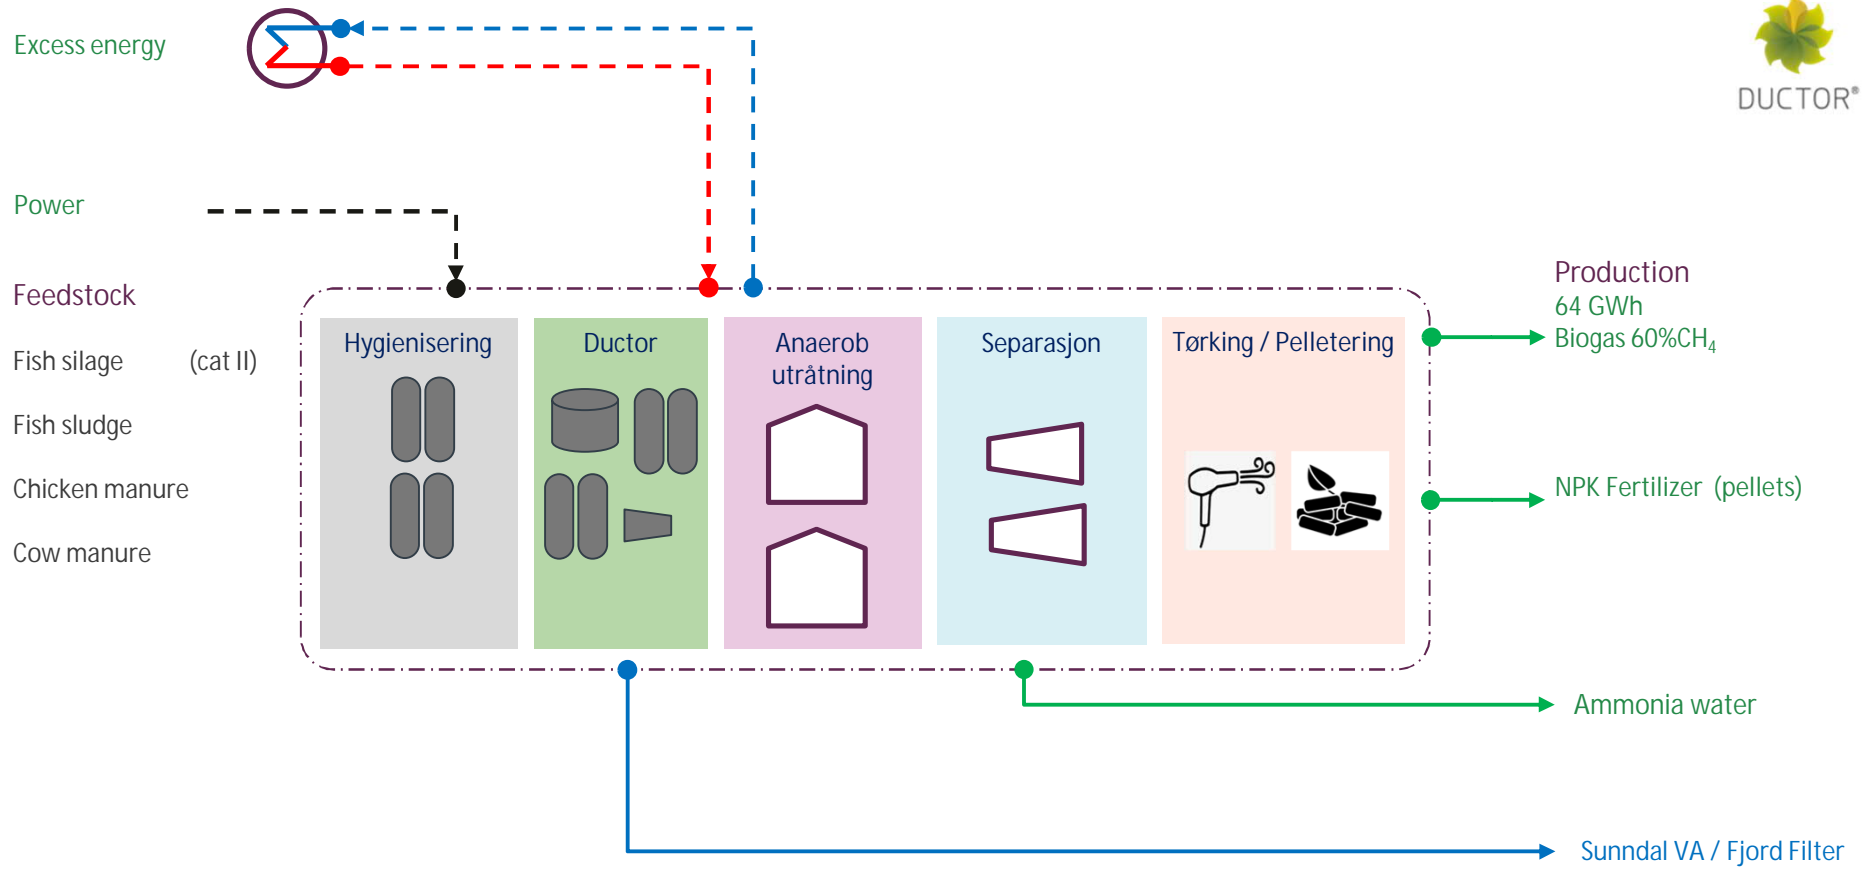 Excess energy
DUCTOR®
Power
Feedstock
Fish silage (cat II)
Fish sludge
Chicken manure
Cow manure
Hygienisering
Ductor
Anaerob
utråtning
Separasjon
Tørking / Pelletering
Production
64 GWh
Biogas 60%CH₄
NPK Fertilizer (pellets)
Ammonia water
Sunndal VA / Fjord Filter